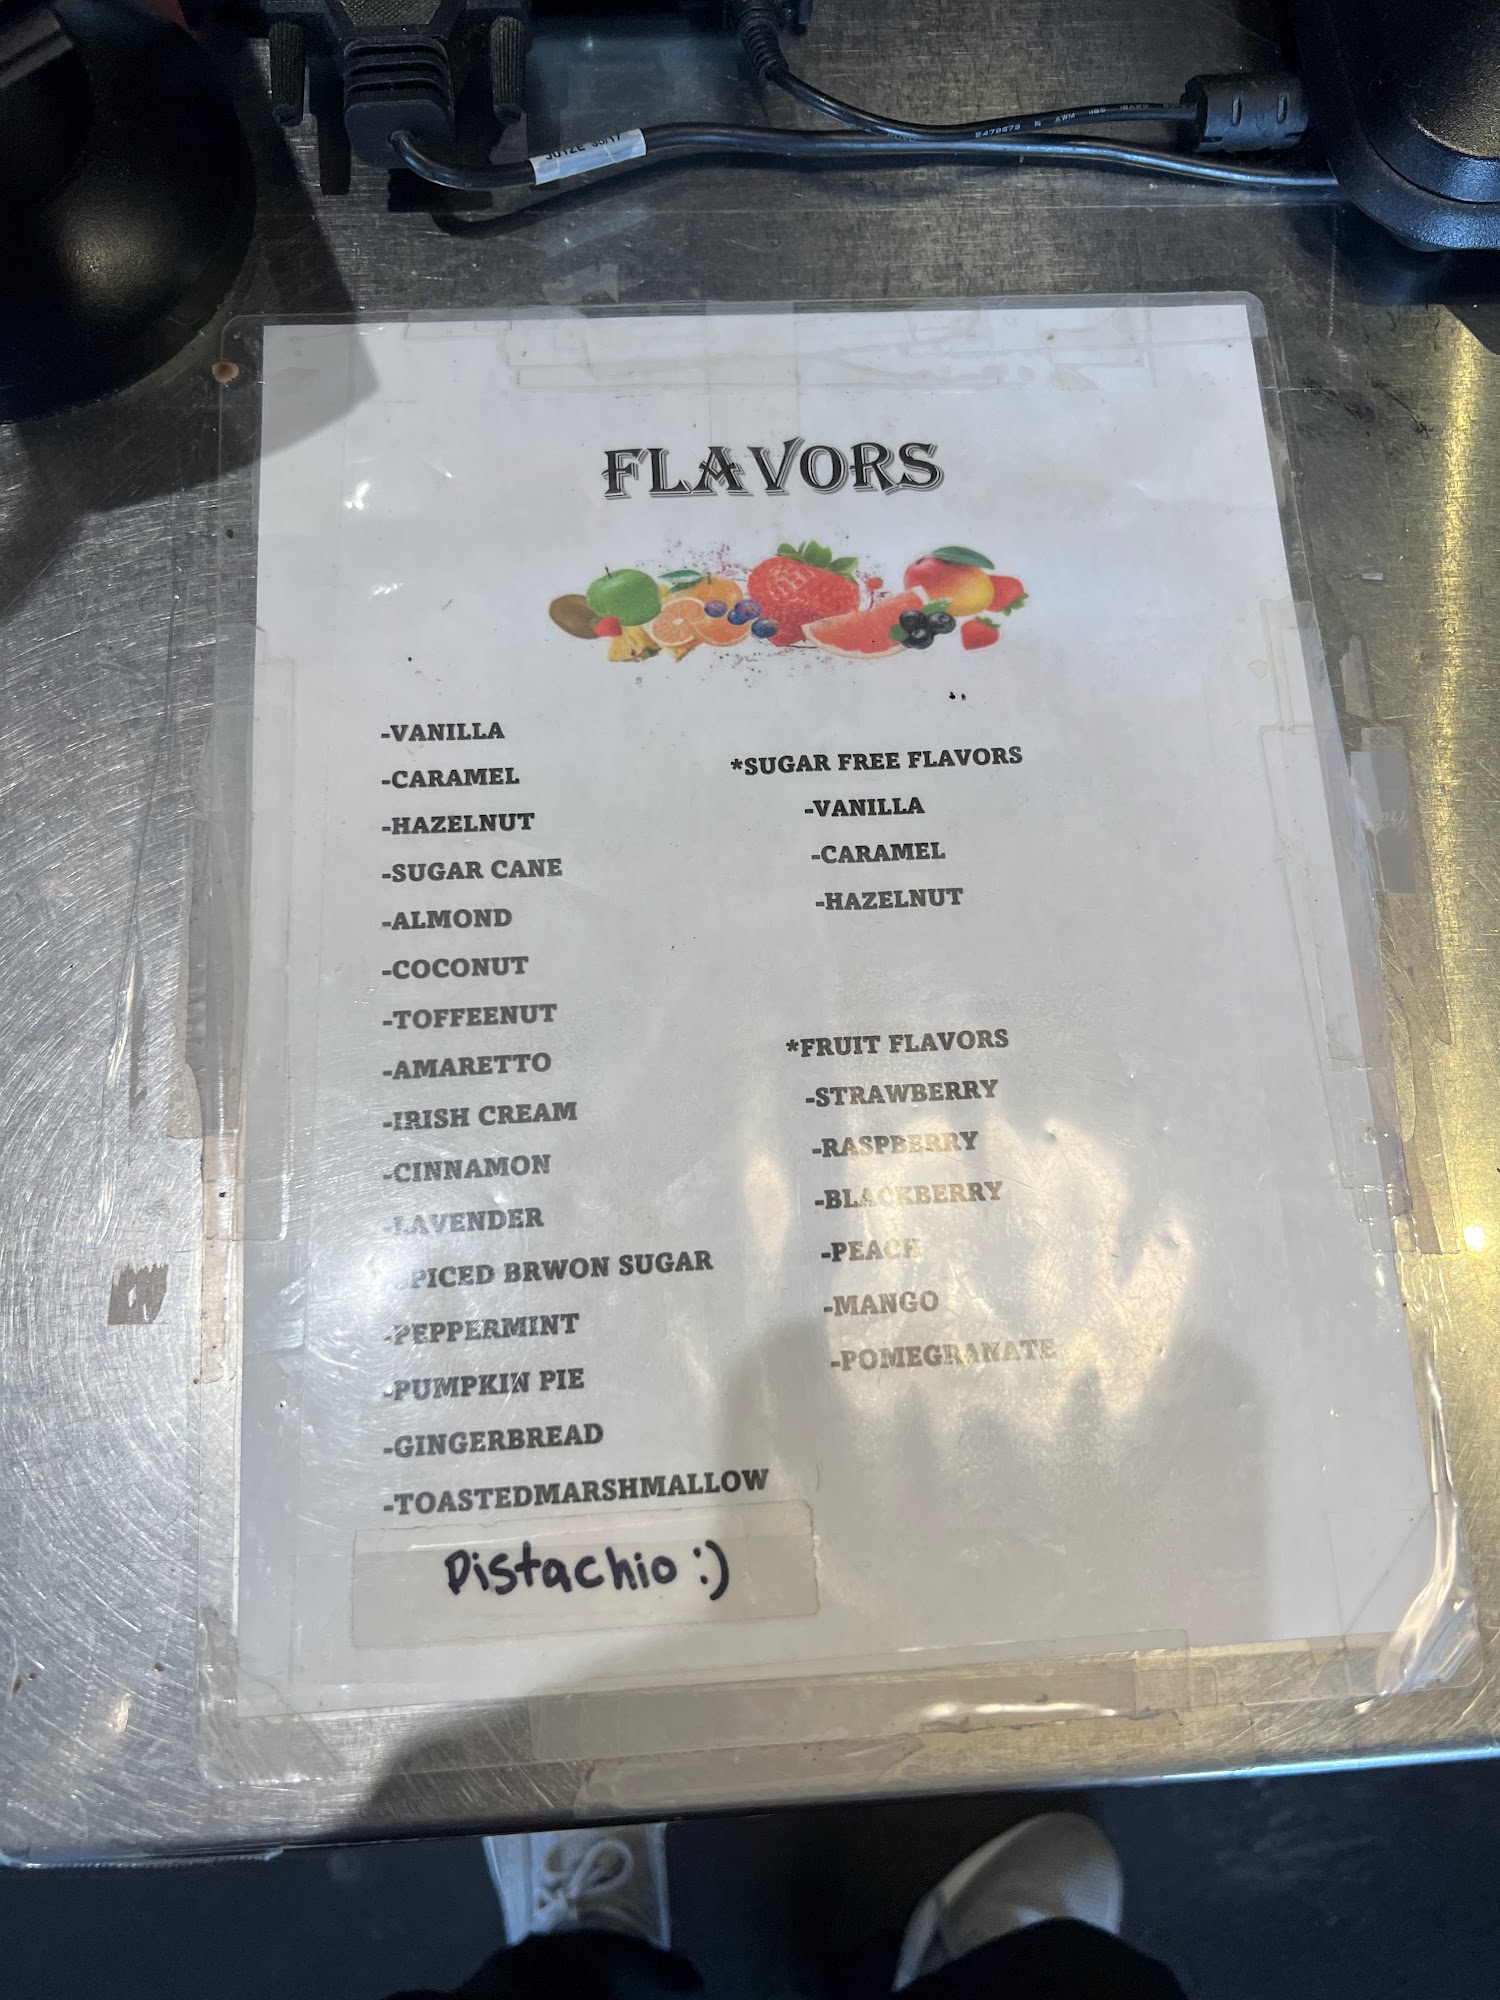 FLAVORS
-VANILLA
-CARAMEL
-HAZELNUT
-SUGAR CANE
-ALMOND
-COCONUT
-TOFFEENUT
-AMARETTO
-IRISH CREAM
-CINNAMON
-LAVENDER
-SPICED BRWON SUGAR
-PEPPERMINT
-PUMPKIN PIE
-GINGERBREAD
-TOASTEDMARSHMALLOW
Pistachio :)
*SUGAR FREE FLAVORS
-VANILLA
-CARAMEL
-HAZELNUT
*FRUIT FLAVORS
-STRAWBERRY
-RASPBERRY
-BLACKBERRY
-PEACH
-MANGO
-POMEGRANATE